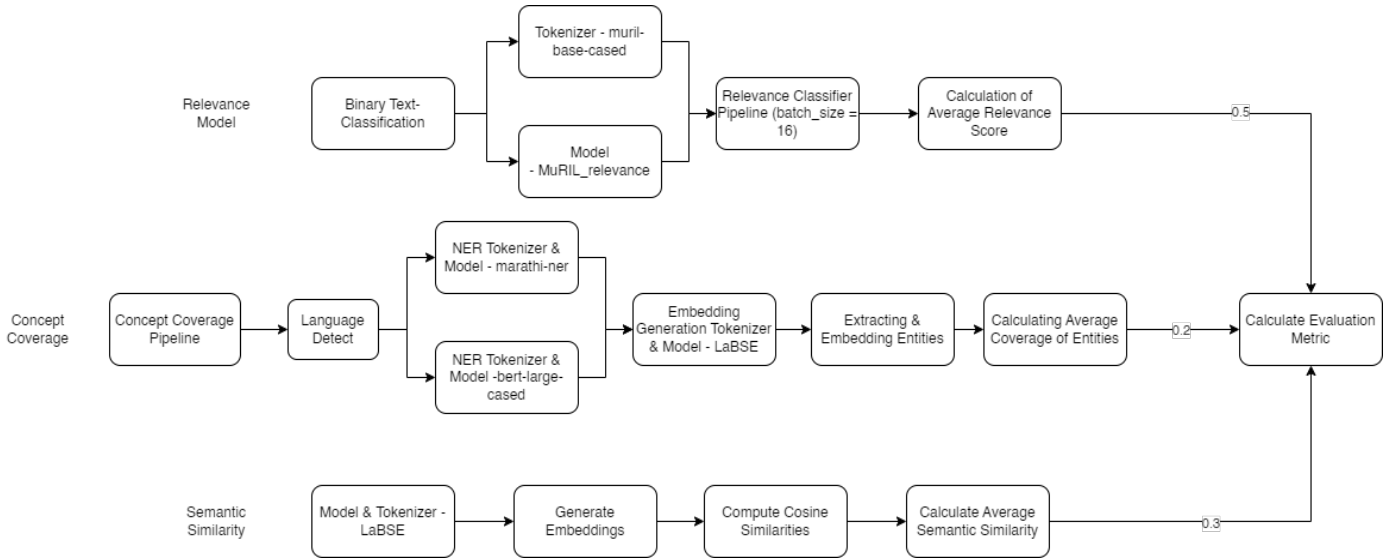 Relevance
Model
Binary Text-
Classification
Tokenizer - muril-
base-cased
Model
- MuRIL_relevance
Relevance Classifier
Pipeline (batch_size =
16)
Calculation of
Average Relevance
Score
0.5
Concept
Coverage
Concept Coverage
Pipeline
Language
Detect
NER Tokenizer &
Model - marathi-ner
NER Tokenizer &
Model -bert-large-
cased
Embedding
Generation Tokenizer
& Model - LaBSE
Extracting &
Embedding Entities
Calculating Average
Coverage of Entities
0.2
Calculate Evaluation
Metric
Semantic
Similarity
Model & Tokenizer -
LaBSE
Generate
Embeddings
Compute Cosine
Similarities
Calculate Average
Semantic Similarity
0.3